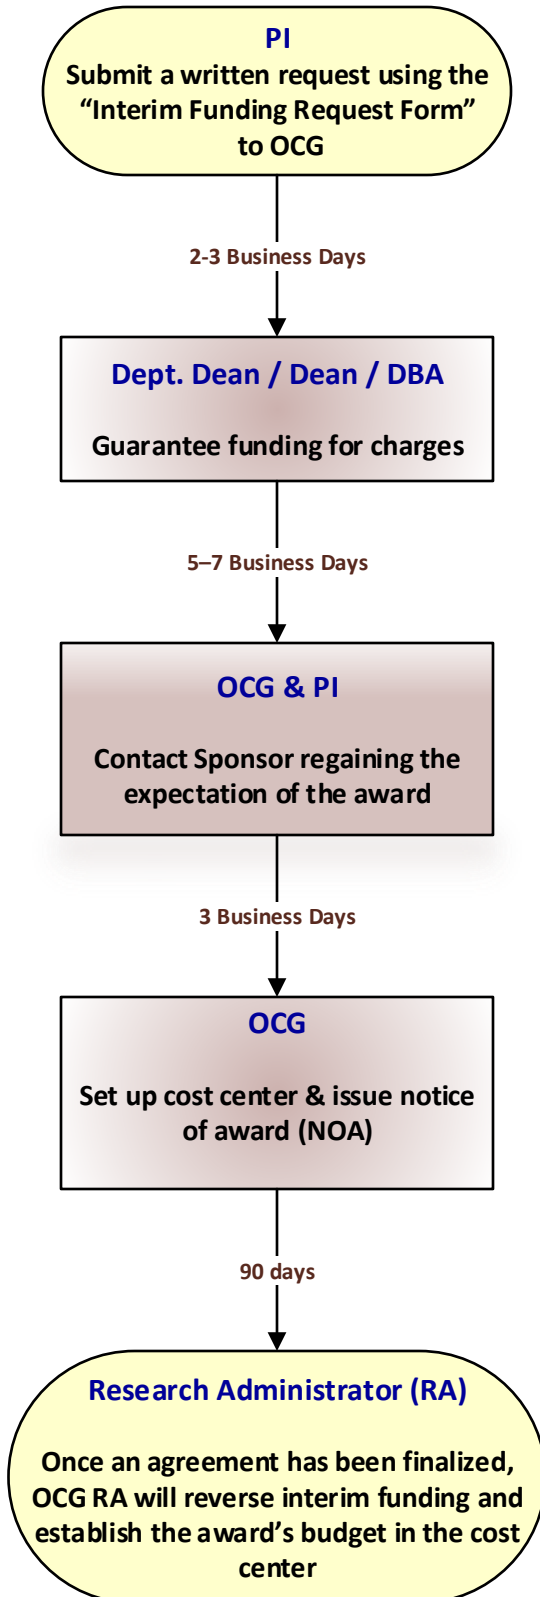 PI
Submit a written request using the
“Interim Funding Request Form”
to OCG
2-3 Business Days
Dept. Dean / Dean / DBA
Guarantee funding for charges
5–7 Business Days
OCG & PI
Contact Sponsor regaining the
expectation of the award
3 Business Days
OCG
Set up cost center & issue notice
of award (NOA)
90 days
Research Administrator (RA)
Once an agreement has been finalized,
OCG RA will reverse interim funding and
establish the award’s budget in the cost
center